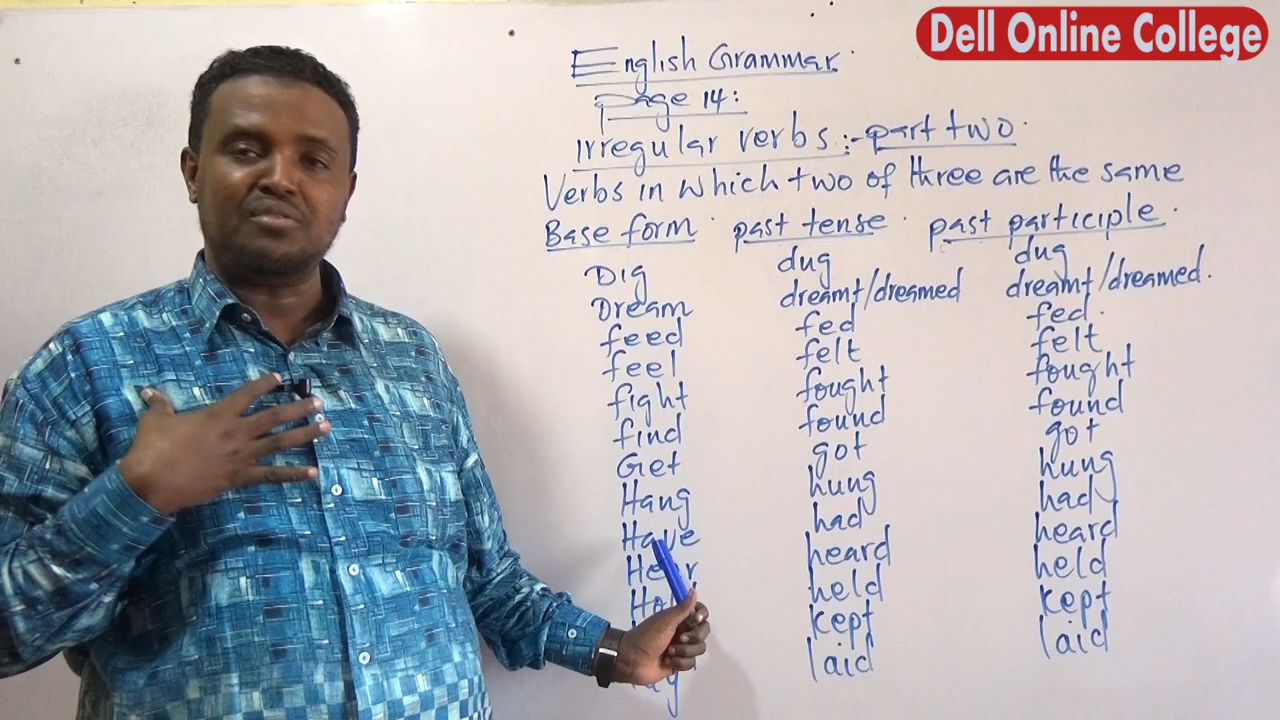 Dell Online College
English Grammar.
page 14:
Irregular verbs:- part two.
Verbs in which two of three are the same
Base form. past tense. past participle.
Dig dug dug
Dream dreamt/dreamed dreamt/dreamed.
feed fed fed.
feel felt felt
fight fought fought
find found found
Get got got
Hang hung hung
Have had had
Hear heard heard
held held
kept kept
laid laid